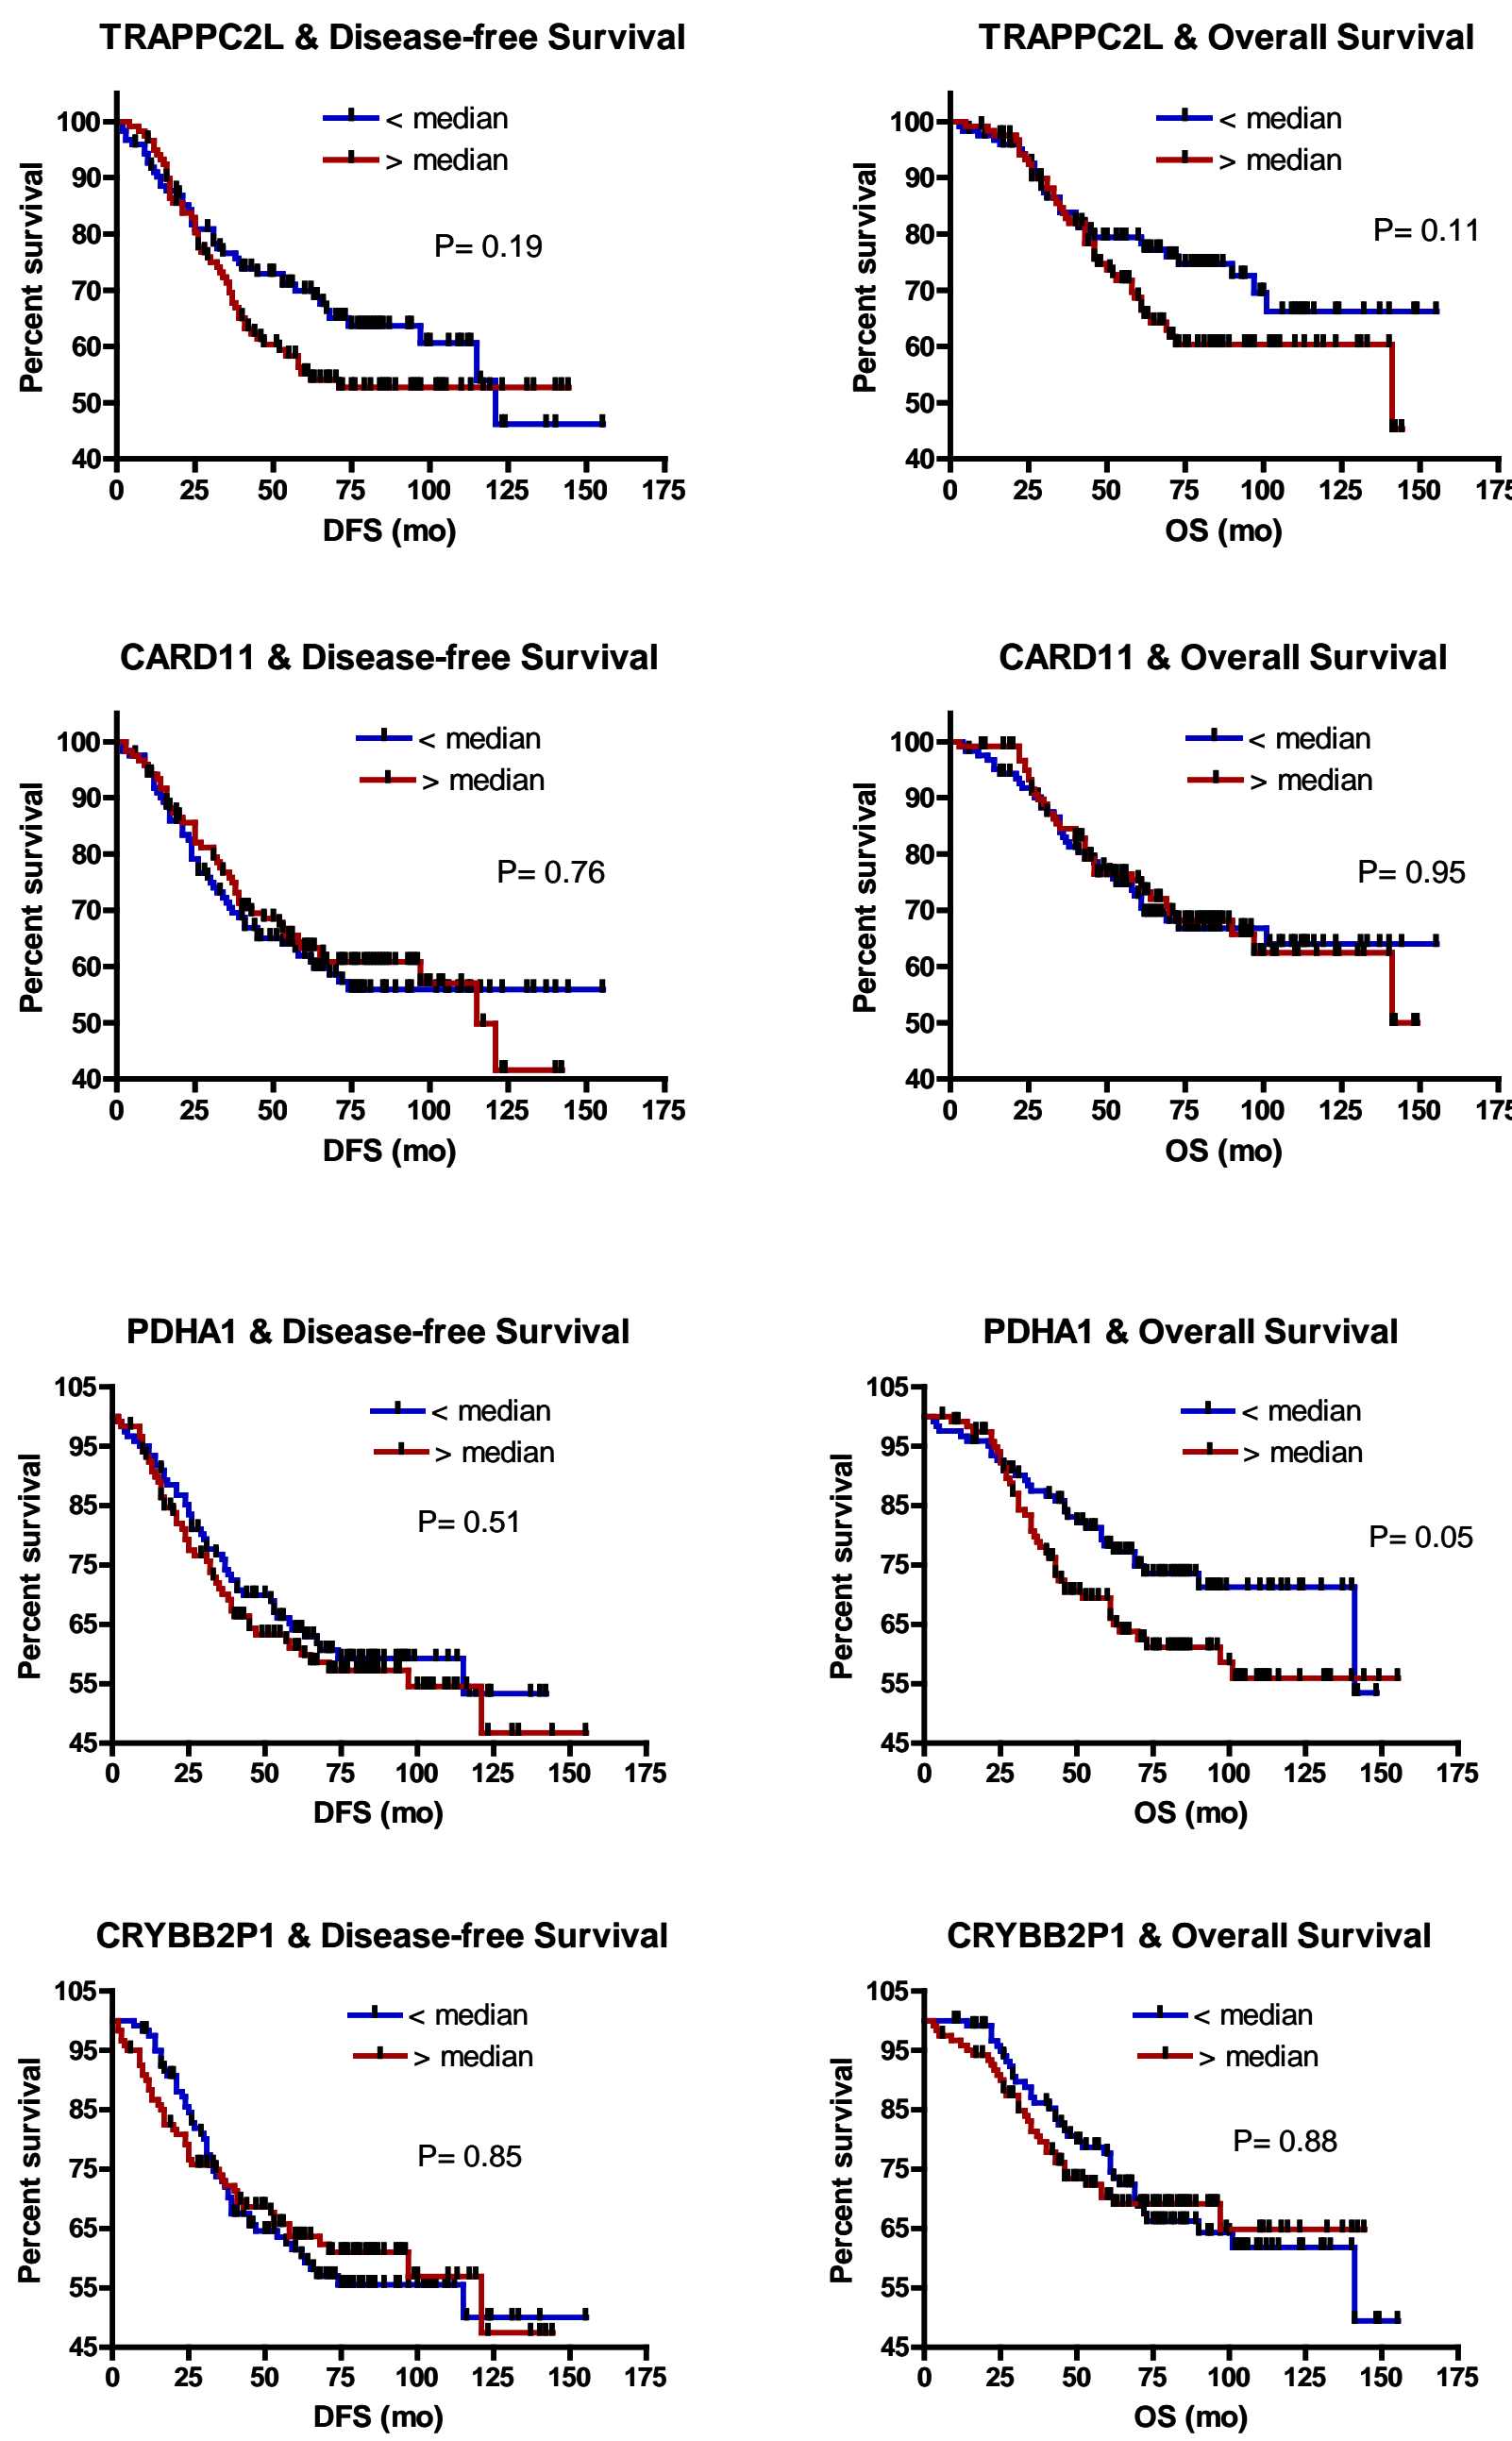 TRAPPC2L & Disease-free Survival
100
90
80
70
60
50
40
Percent survival
< median
> median
P= 0.19
0 25 50 75 100 125 150 175
DFS (mo)
TRAPPC2L & Overall Survival
100
90
80
70
60
50
40
Percent survival
< median
> median
P= 0.11
0 25 50 75 100 125 150 175
OS (mo)
CARD11 & Disease-free Survival
100
90
80
70
60
50
40
Percent survival
< median
> median
P= 0.76
0 25 50 75 100 125 150 175
DFS (mo)
CARD11 & Overall Survival
100
90
80
70
60
50
40
Percent survival
< median
> median
P= 0.95
0 25 50 75 100 125 150 175
OS (mo)
PDHA1 & Disease-free Survival
105
95
85
75
65
55
45
Percent survival
< median
> median
P= 0.51
0 25 50 75 100 125 150 175
DFS (mo)
PDHA1 & Overall Survival
105
95
85
75
65
55
45
Percent survival
< median
> median
P= 0.05
0 25 50 75 100 125 150 175
OS (mo)
CRYBB2P1 & Disease-free Survival
105
95
85
75
65
55
45
Percent survival
< median
> median
P= 0.85
0 25 50 75 100 125 150 175
DFS (mo)
CRYBB2P1 & Overall Survival
105
95
85
75
65
55
45
Percent survival
< median
> median
P= 0.88
0 25 50 75 100 125 150 175
OS (mo)